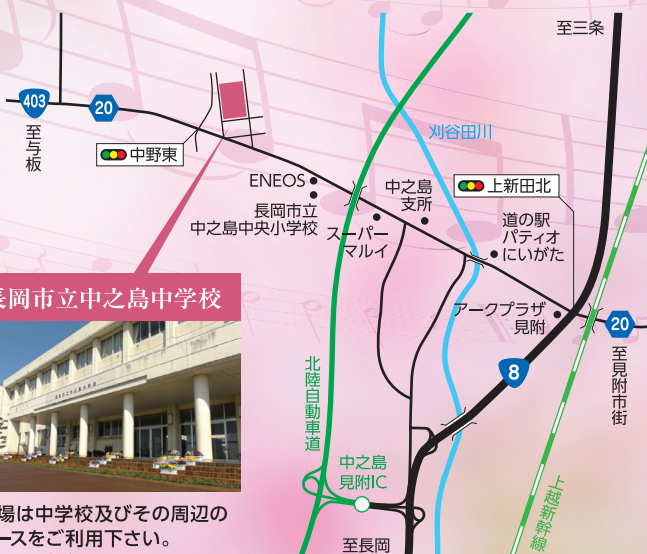 至三条
403
20
至与板
中野東
刈谷田川
ENEOS
長岡市立
中之島中央小学校
中之島
支所
上新田北
スーパー
マルイ
道の駅
パティオ
にいがた
アークプラザ
見附
20
至見附市街
8
長岡市立中之島中学校
北陸自動車道
中之島
見附IC
上越新幹線
至長岡
場は中学校及びその周辺の
ースをご利用下さい。